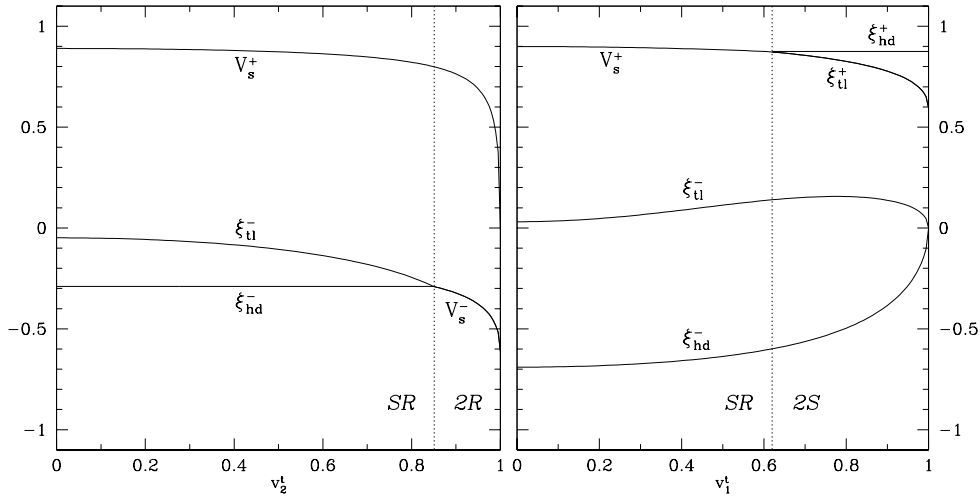 1
0.5
0
−0.5
−1
V_s^+
ξ_tl^-
ξ_hd^-
V_s^-
SR
2R
0
0.2
0.4
0.6
0.8
1
v_2^t
V_s^+
ξ_hd^+
ξ_tl^+
ξ_tl^-
ξ_hd^-
SR
2S
0
0.2
0.4
0.6
0.8
1
v_1^t
1
0.5
0
−0.5
−1